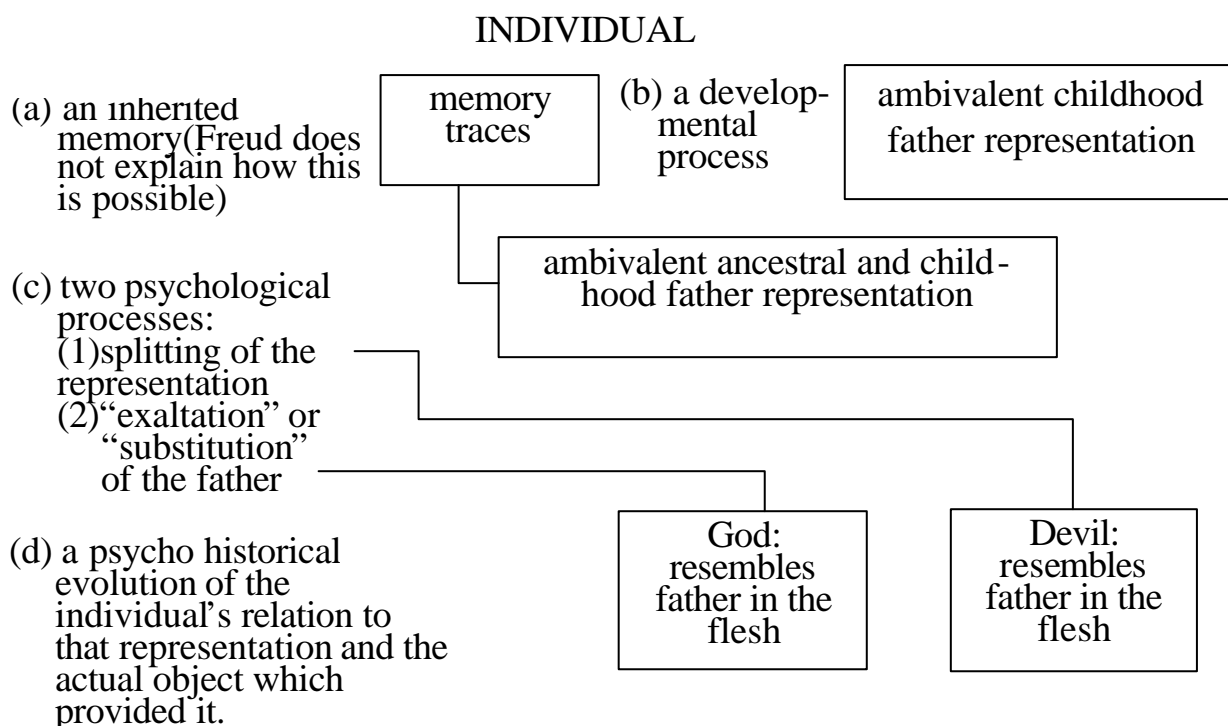 INDIVIDUAL
(a) an inherited
memory(Freud does
not explain how this
is possible)
memory
traces
(b) a develop-
mental
process
ambivalent childhood
father representation
ambivalent ancestral and child-
hood father representation
(c) two psychological
processes:
(1)splitting of the
representation
(2)“exaltation” or
“substitution”
of the father
God:
resembles
father in the
flesh
Devil:
resembles
father in the
flesh
(d) a psycho historical
evolution of the
individual’s relation to
that representation and the
actual object which
provided it.